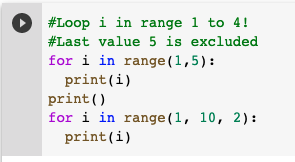 #Loop i in range 1 to 4!
#Last value 5 is excluded
for i in range(1,5):
  print(i)
print()
for i in range(1, 10, 2):
  print(i)